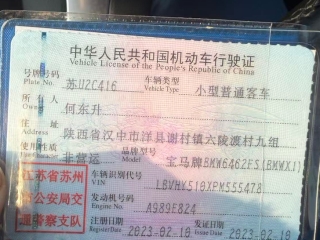 中华人民共和国机动车行驶证
Vehicle License of the People's Republic of China
号牌号码 Plate No. 苏U2C416 车辆类型 Vehicle Type 小型普通客车
所有人 Owner 何东升
住址 Address 陕西省汉中市洋县谢村镇六陵渡村九组
使用性质 非营运 品牌型号 宝马牌BMW6462FS(BMWX1)
江苏省苏州
市公安局交
通警察支队
车辆识别代号 VIN LBVHY510XPM555478
发动机号码 Engine No. A989E824
注册日期 Register Date 2023-02-10 发证日期 Issue Date 2023-02-10